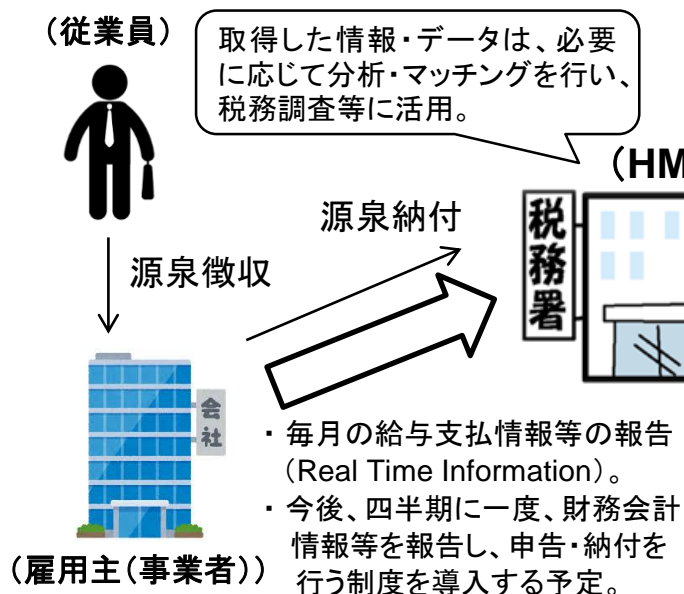 (従業員)
取得した情報・データは、必要
に応じて分析・マッチングを行い、
税務調査等に活用。
(HM
源泉納付
税務署
源泉徴収
会社
・ 毎月の給与支払情報等の報告
(Real Time Information)。
・ 今後、四半期に一度、財務会計
情報等を報告し、申告・納付を
行う制度を導入する予定。
(雇用主(事業者))